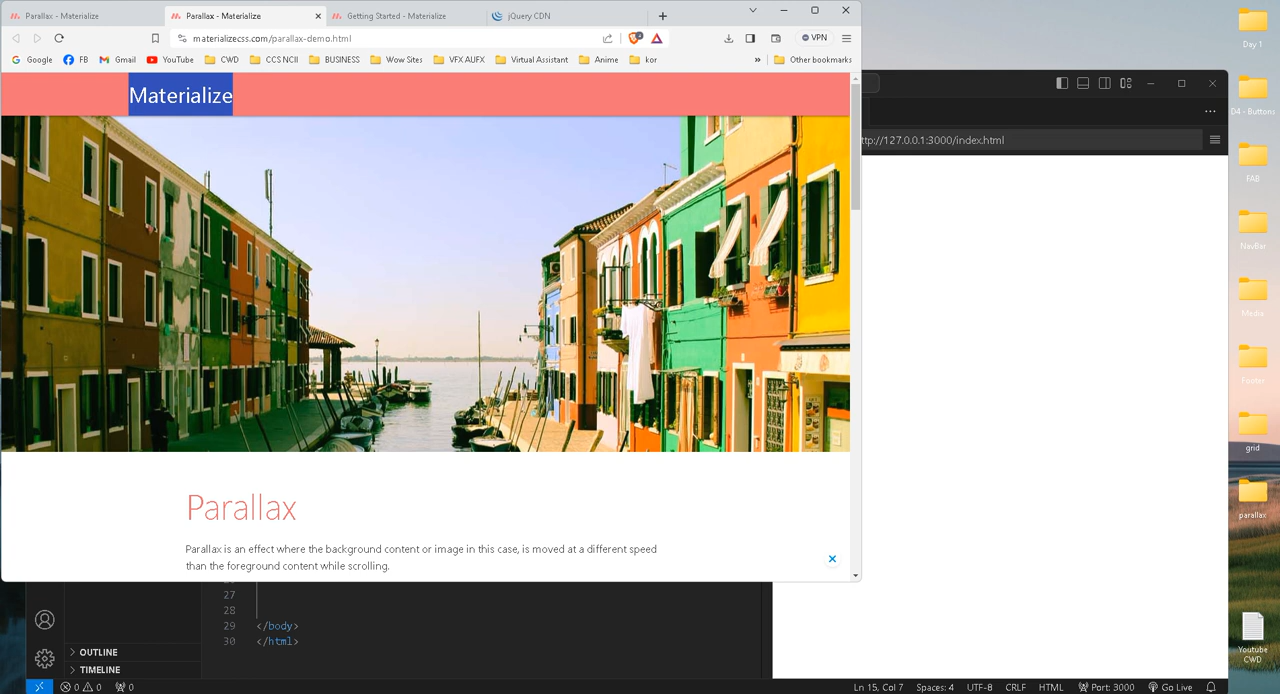 Parallax - Materialize
Parallax - Materialize
Getting Started - Materialize
jQuery CDN
materializecss.com/parallax-demo.html
VPN
Google
FB
Gmail
YouTube
CWD
CCS NCII
BUSINESS
Wow Sites
VFX AUFX
Virtual Assistant
Anime
kor
»
Other bookmarks
Materialize
Parallax
Parallax is an effect where the background content or image in this case, is moved at a different speed
than the foreground content while scrolling.
ttp://127.0.0.1:3000/index.html
27
28
29 </body>
30 </html>
OUTLINE
TIMELINE
0 0 0
Ln 15, Col 7
Spaces: 4
UTF-8
CRLF
HTML
Port: 3000
Go Live
Day 1
D4 - Buttons
FAB
NavBar
Media
Footer
grid
parallax
Youtube
CWD